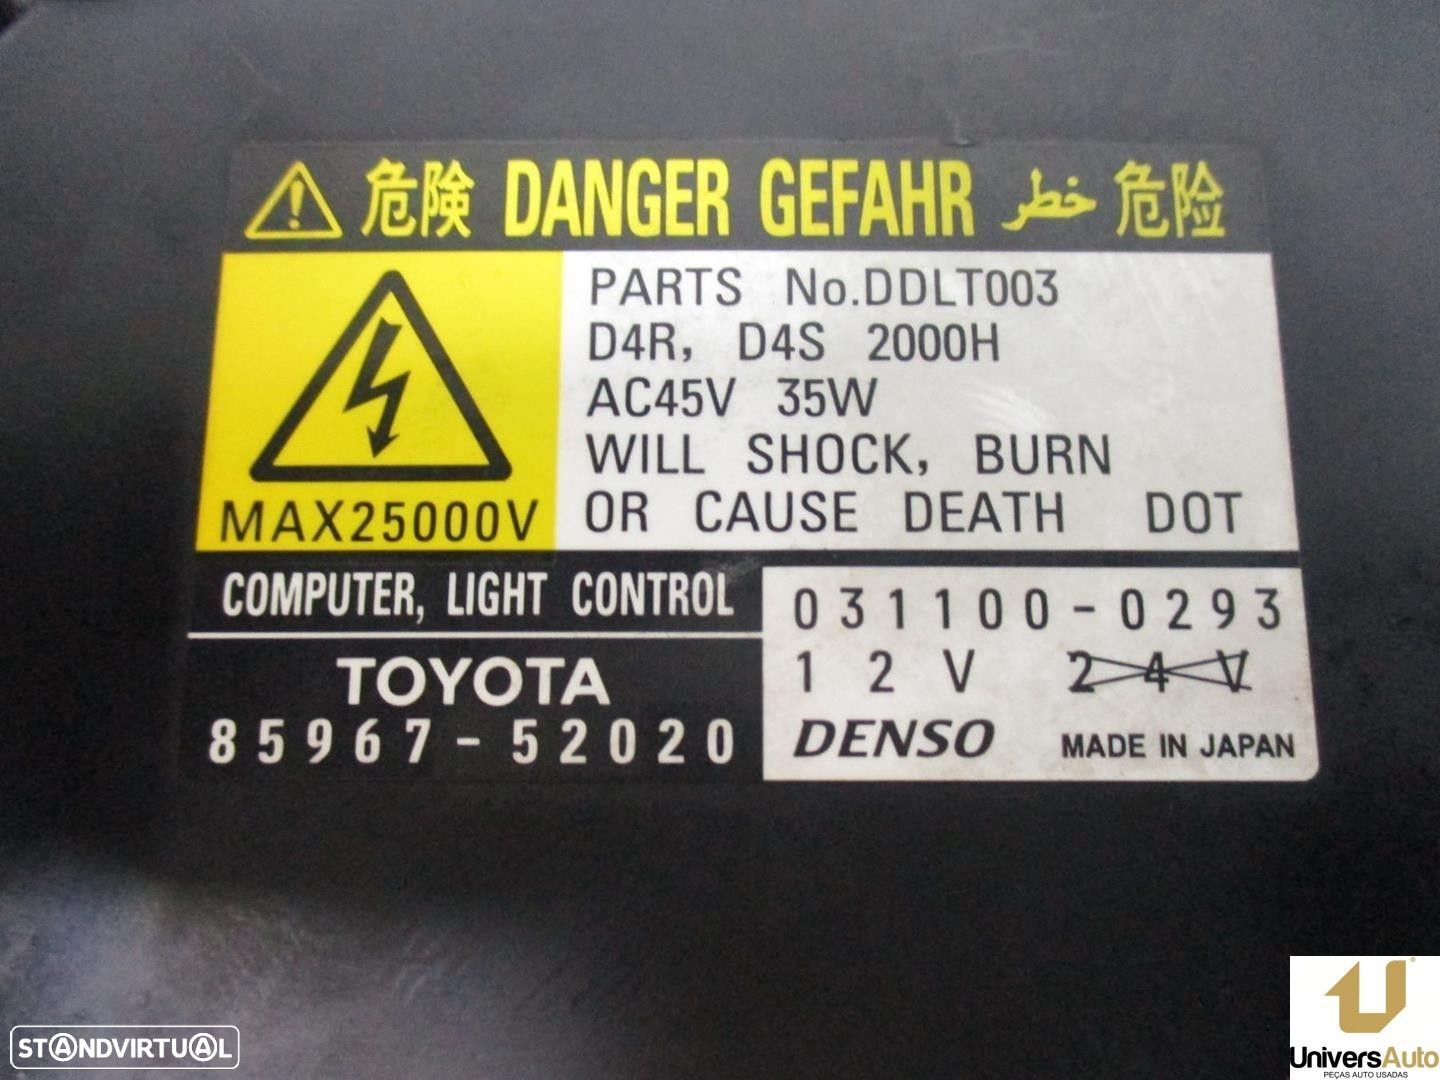 危険 DANGER GEFAHR خطر 危险
PARTS No.DDLT003
D4R, D4S 2000H
AC45V 35W
WILL SHOCK, BURN
OR CAUSE DEATH DOT
MAX25000V
COMPUTER, LIGHT CONTROL
TOYOTA
85967-52020
031100-0293
12V 24V
DENSO MADE IN JAPAN
STANDVIRTUAL
UniversAuto
PEÇAS AUTO USADAS